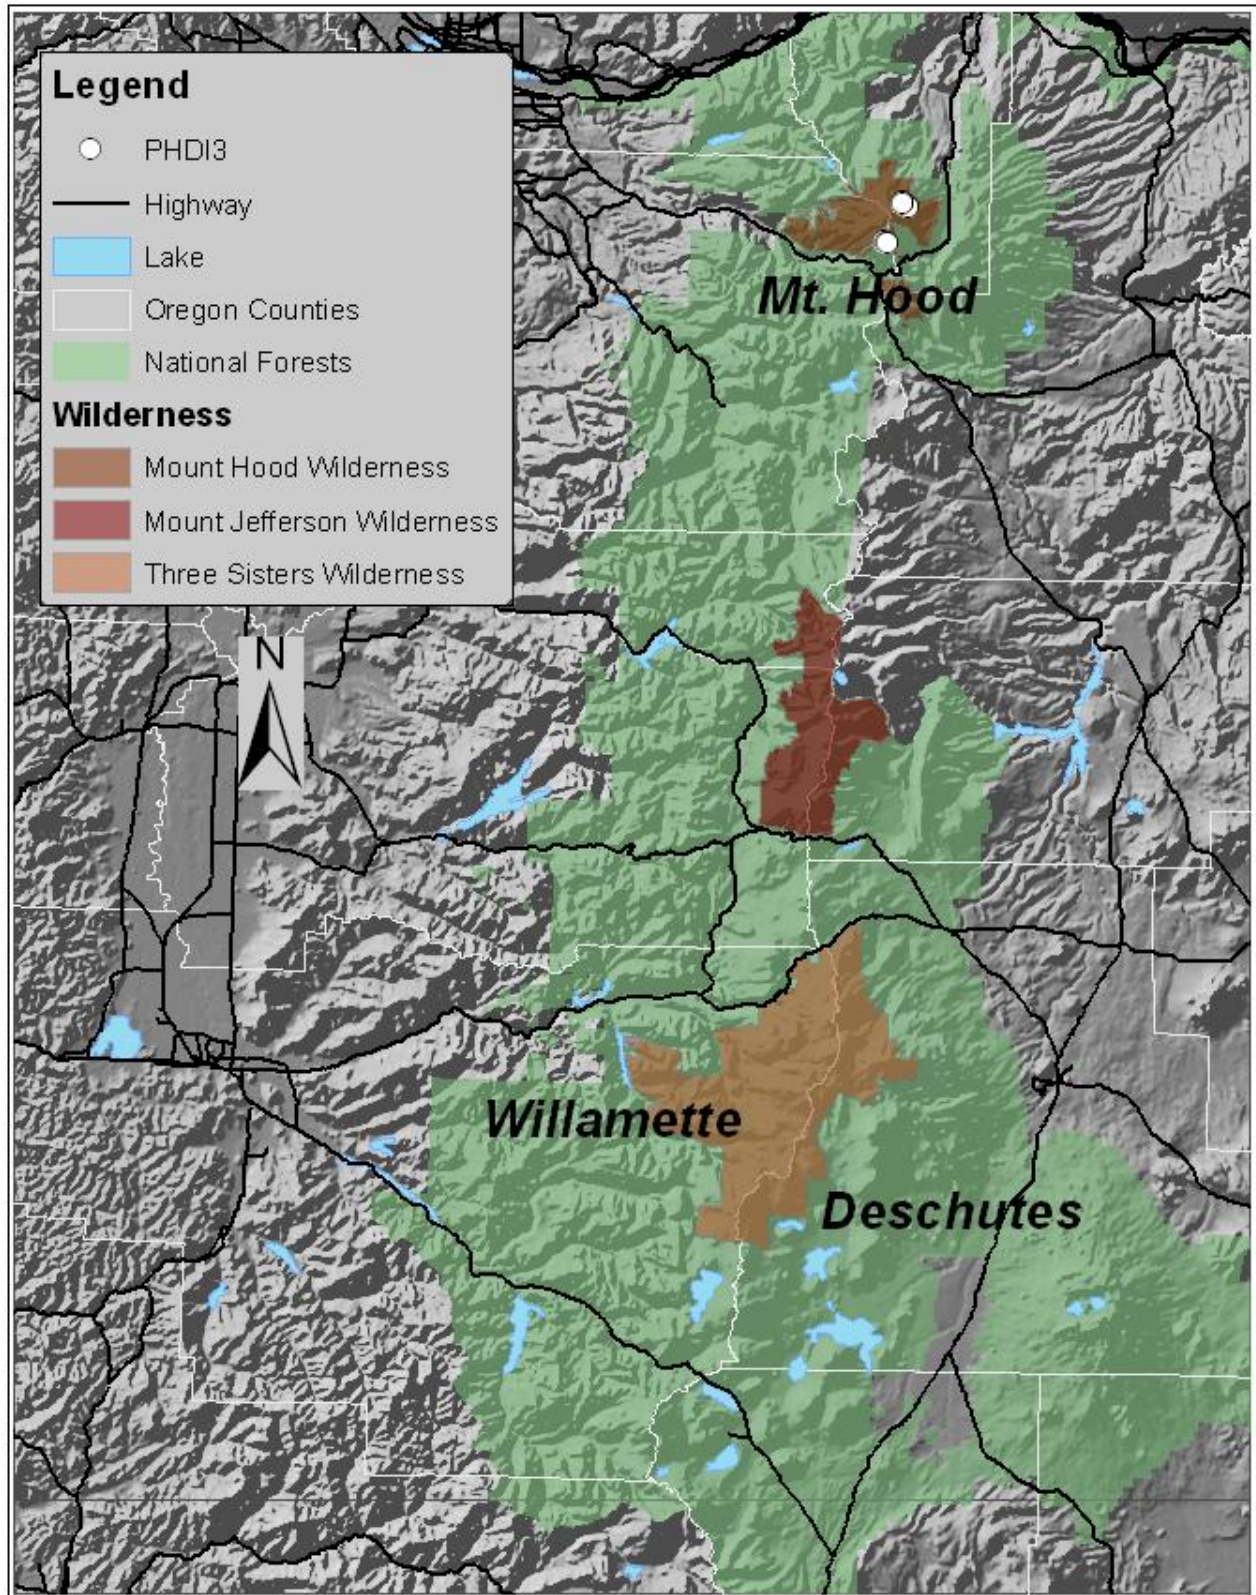 Legend
PHDI3
Highway
Lake
Oregon Counties
National Forests
Wilderness
Mount Hood Wilderness
Mount Jefferson Wilderness
Three Sisters Wilderness
N
Mt. Hood
Willamette
Deschutes